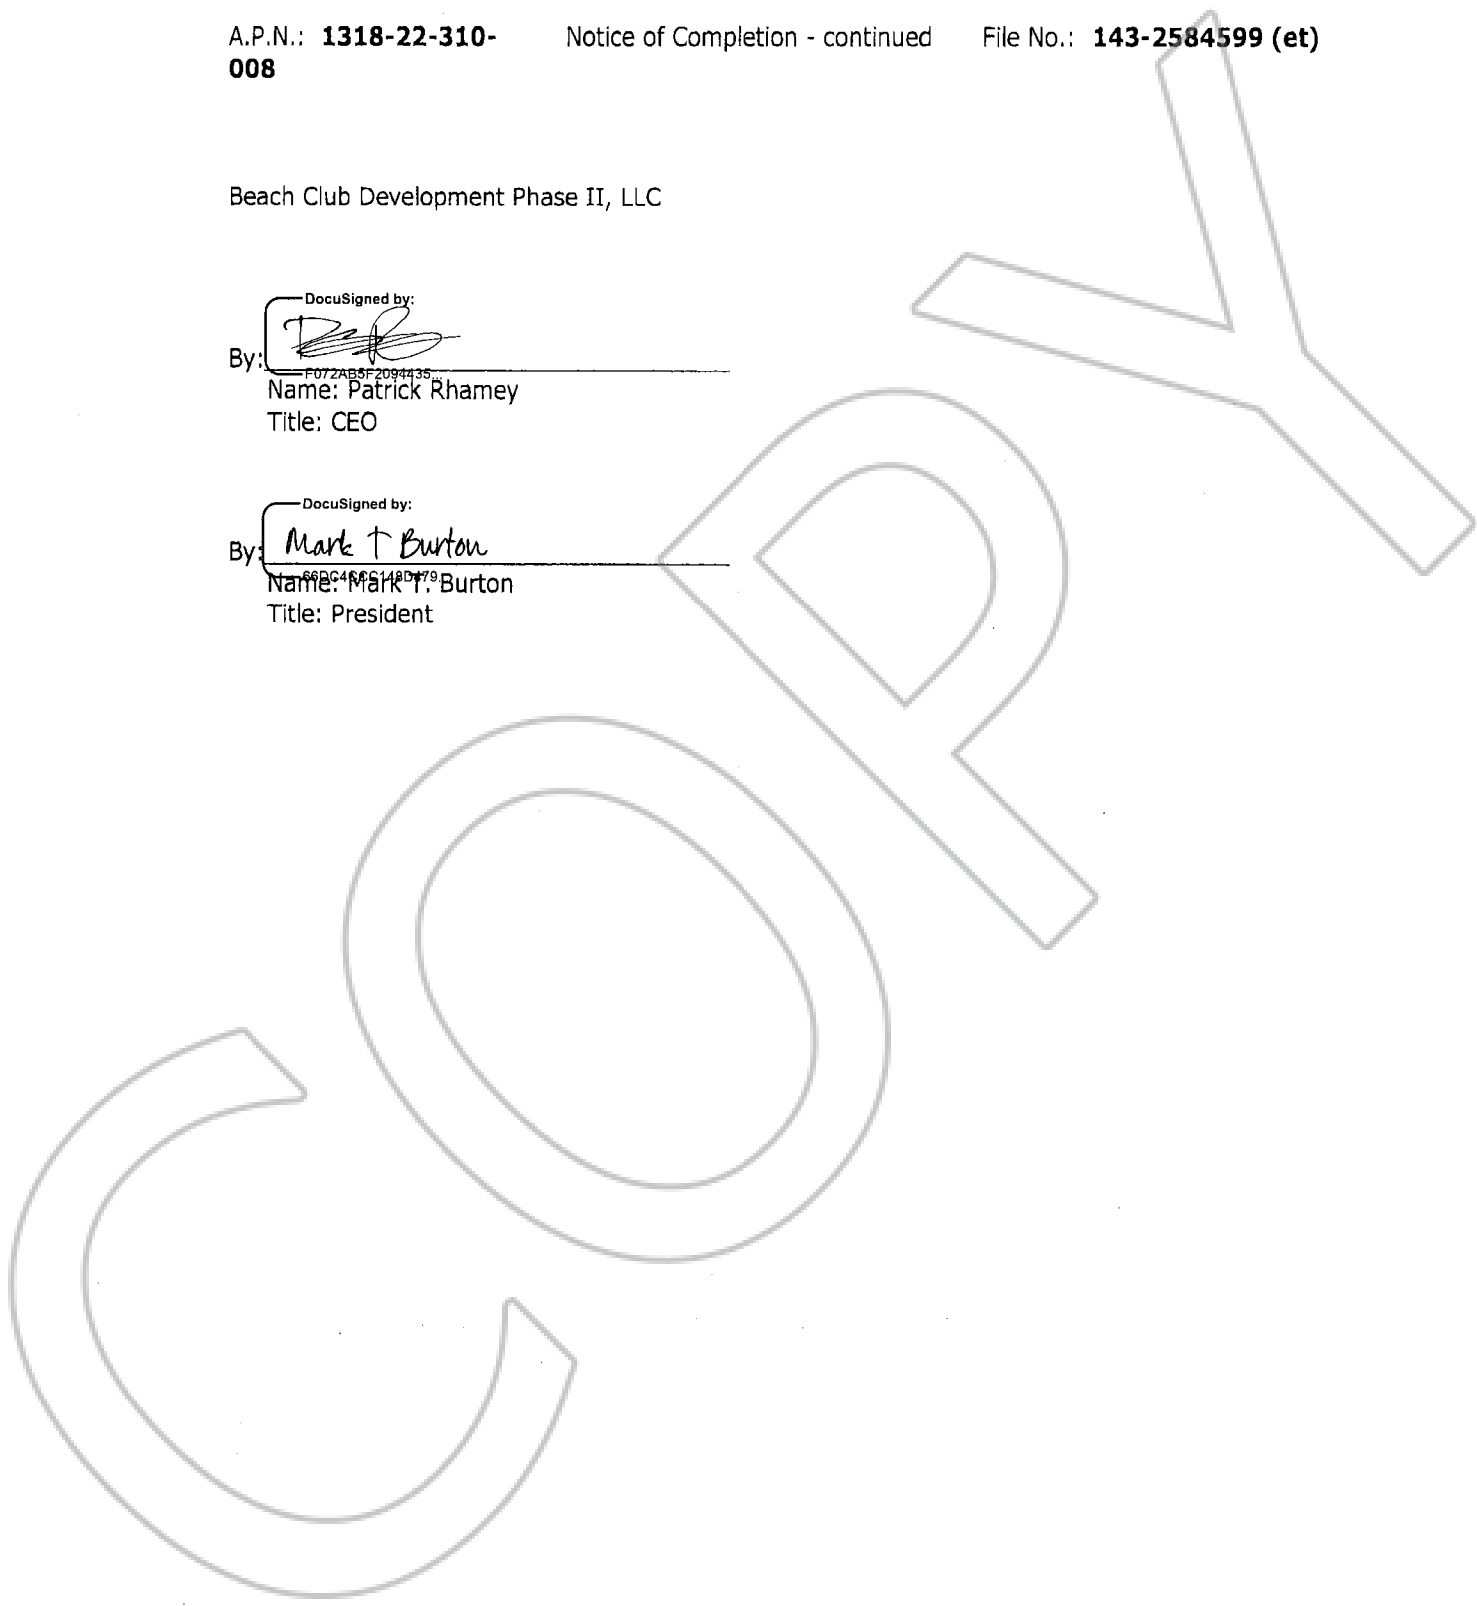 A.P.N.: 1318-22-310- Notice of Completion - continued File No.: 143-2584599 (et)
008
Beach Club Development Phase II, LLC
DocuSigned by:
By:
F072AB5F2094435...
Name: Patrick Rhamey
Title: CEO
DocuSigned by:
Mark T Burton
By:
Name: Mark T. Burton
Title: President
COPY